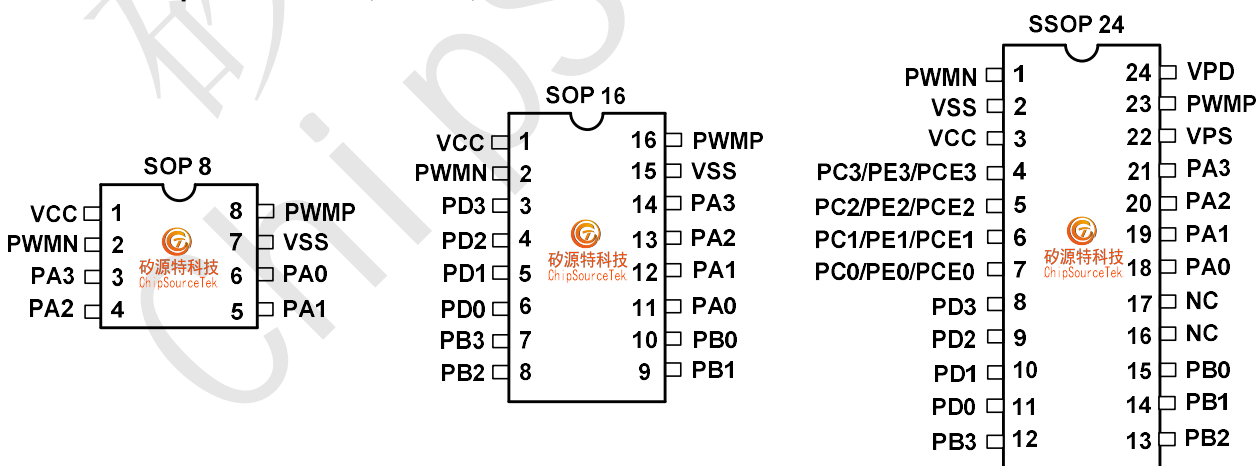 SOP 8
VCC 1 8 PWMP
PWMN 2 7 VSS
PA3 3 6 PA0
PA2 4 5 PA1
矽源特科技
ChipSourceTek
SOP 16
VCC 1 16 PWMP
PWMN 2 15 VSS
PD3 3 14 PA3
PD2 4 13 PA2
PD1 5 12 PA1
PD0 6 11 PA0
PB3 7 10 PB0
PB2 8 9 PB1
矽源特科技
ChipSourceTek
SSOP 24
PWMN 1 24 VPD
VSS 2 23 PWMP
VCC 3 22 VPS
PC3/PE3/PCE3 4 21 PA3
PC2/PE2/PCE2 5 20 PA2
PC1/PE1/PCE1 6 19 PA1
PC0/PE0/PCE0 7 18 PA0
PD3 8 17 NC
PD2 9 16 NC
PD1 10 15 PB0
PD0 11 14 PB1
PB3 12 13 PB2
矽源特科技
ChipSourceTek
ChipS